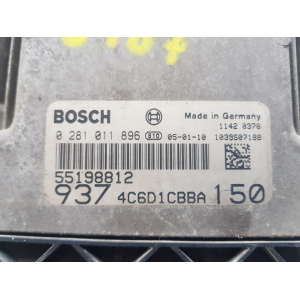 BOSCH Made in Germany
1142 0370
0 281 011 896 810 05-01-10 1039S07188
55198812
937 4C6D1CBBA 150